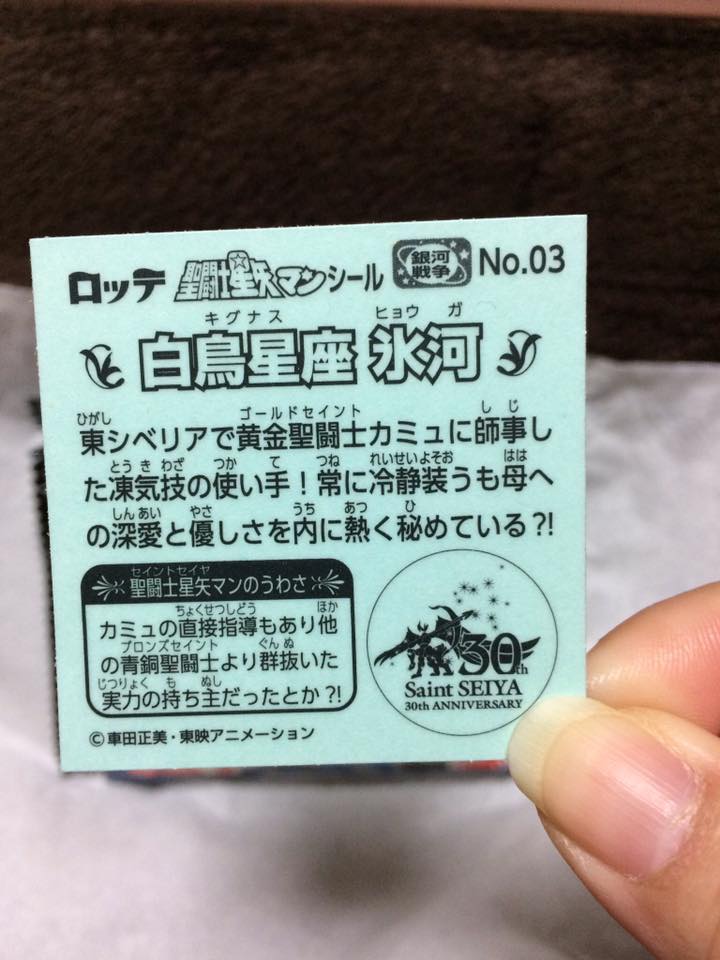 ロッテ 聖闘士星矢マンシール 銀河戦争 No.03
キグナス ヒョウ ガ
白鳥星座 氷河
ひがし ゴールドセイント しじ
東シベリアで黄金聖闘士カミュに師事し
とうきわざ つか て つね れいせいよそお はは
た凍気技の使い手！常に冷静装うも母へ
しんあい やさ うち あつ ひ
の深愛と優しさを内に熱く秘めている?!
セイントセイヤ
聖闘士星矢マンのうわさ
ちょくせつしどう ほか
カミュの直接指導もあり他
ブロンズセイント ぐんぬ
の青銅聖闘士より群抜いた
じつりょく も ぬし
実力の持ち主だったとか?!
30th
Saint SEIYA
30th ANNIVERSARY
©車田正美・東映アニメーション